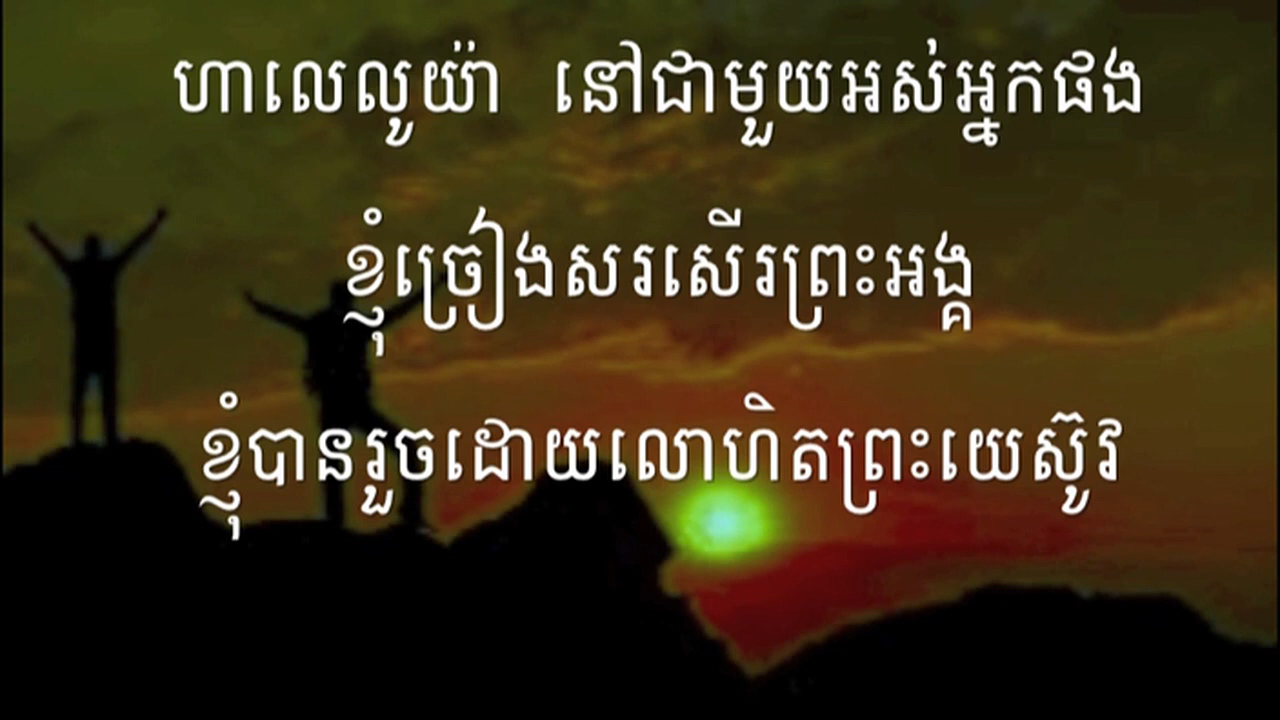 ហាលេលូយ៉ា នៅជាមួយអស់អ្នកផង
ខ្ញុំច្រៀងសរសើរព្រះអង្គ
ខ្ញុំបានរួចដោយលោហិតព្រះយេស៊ូវ